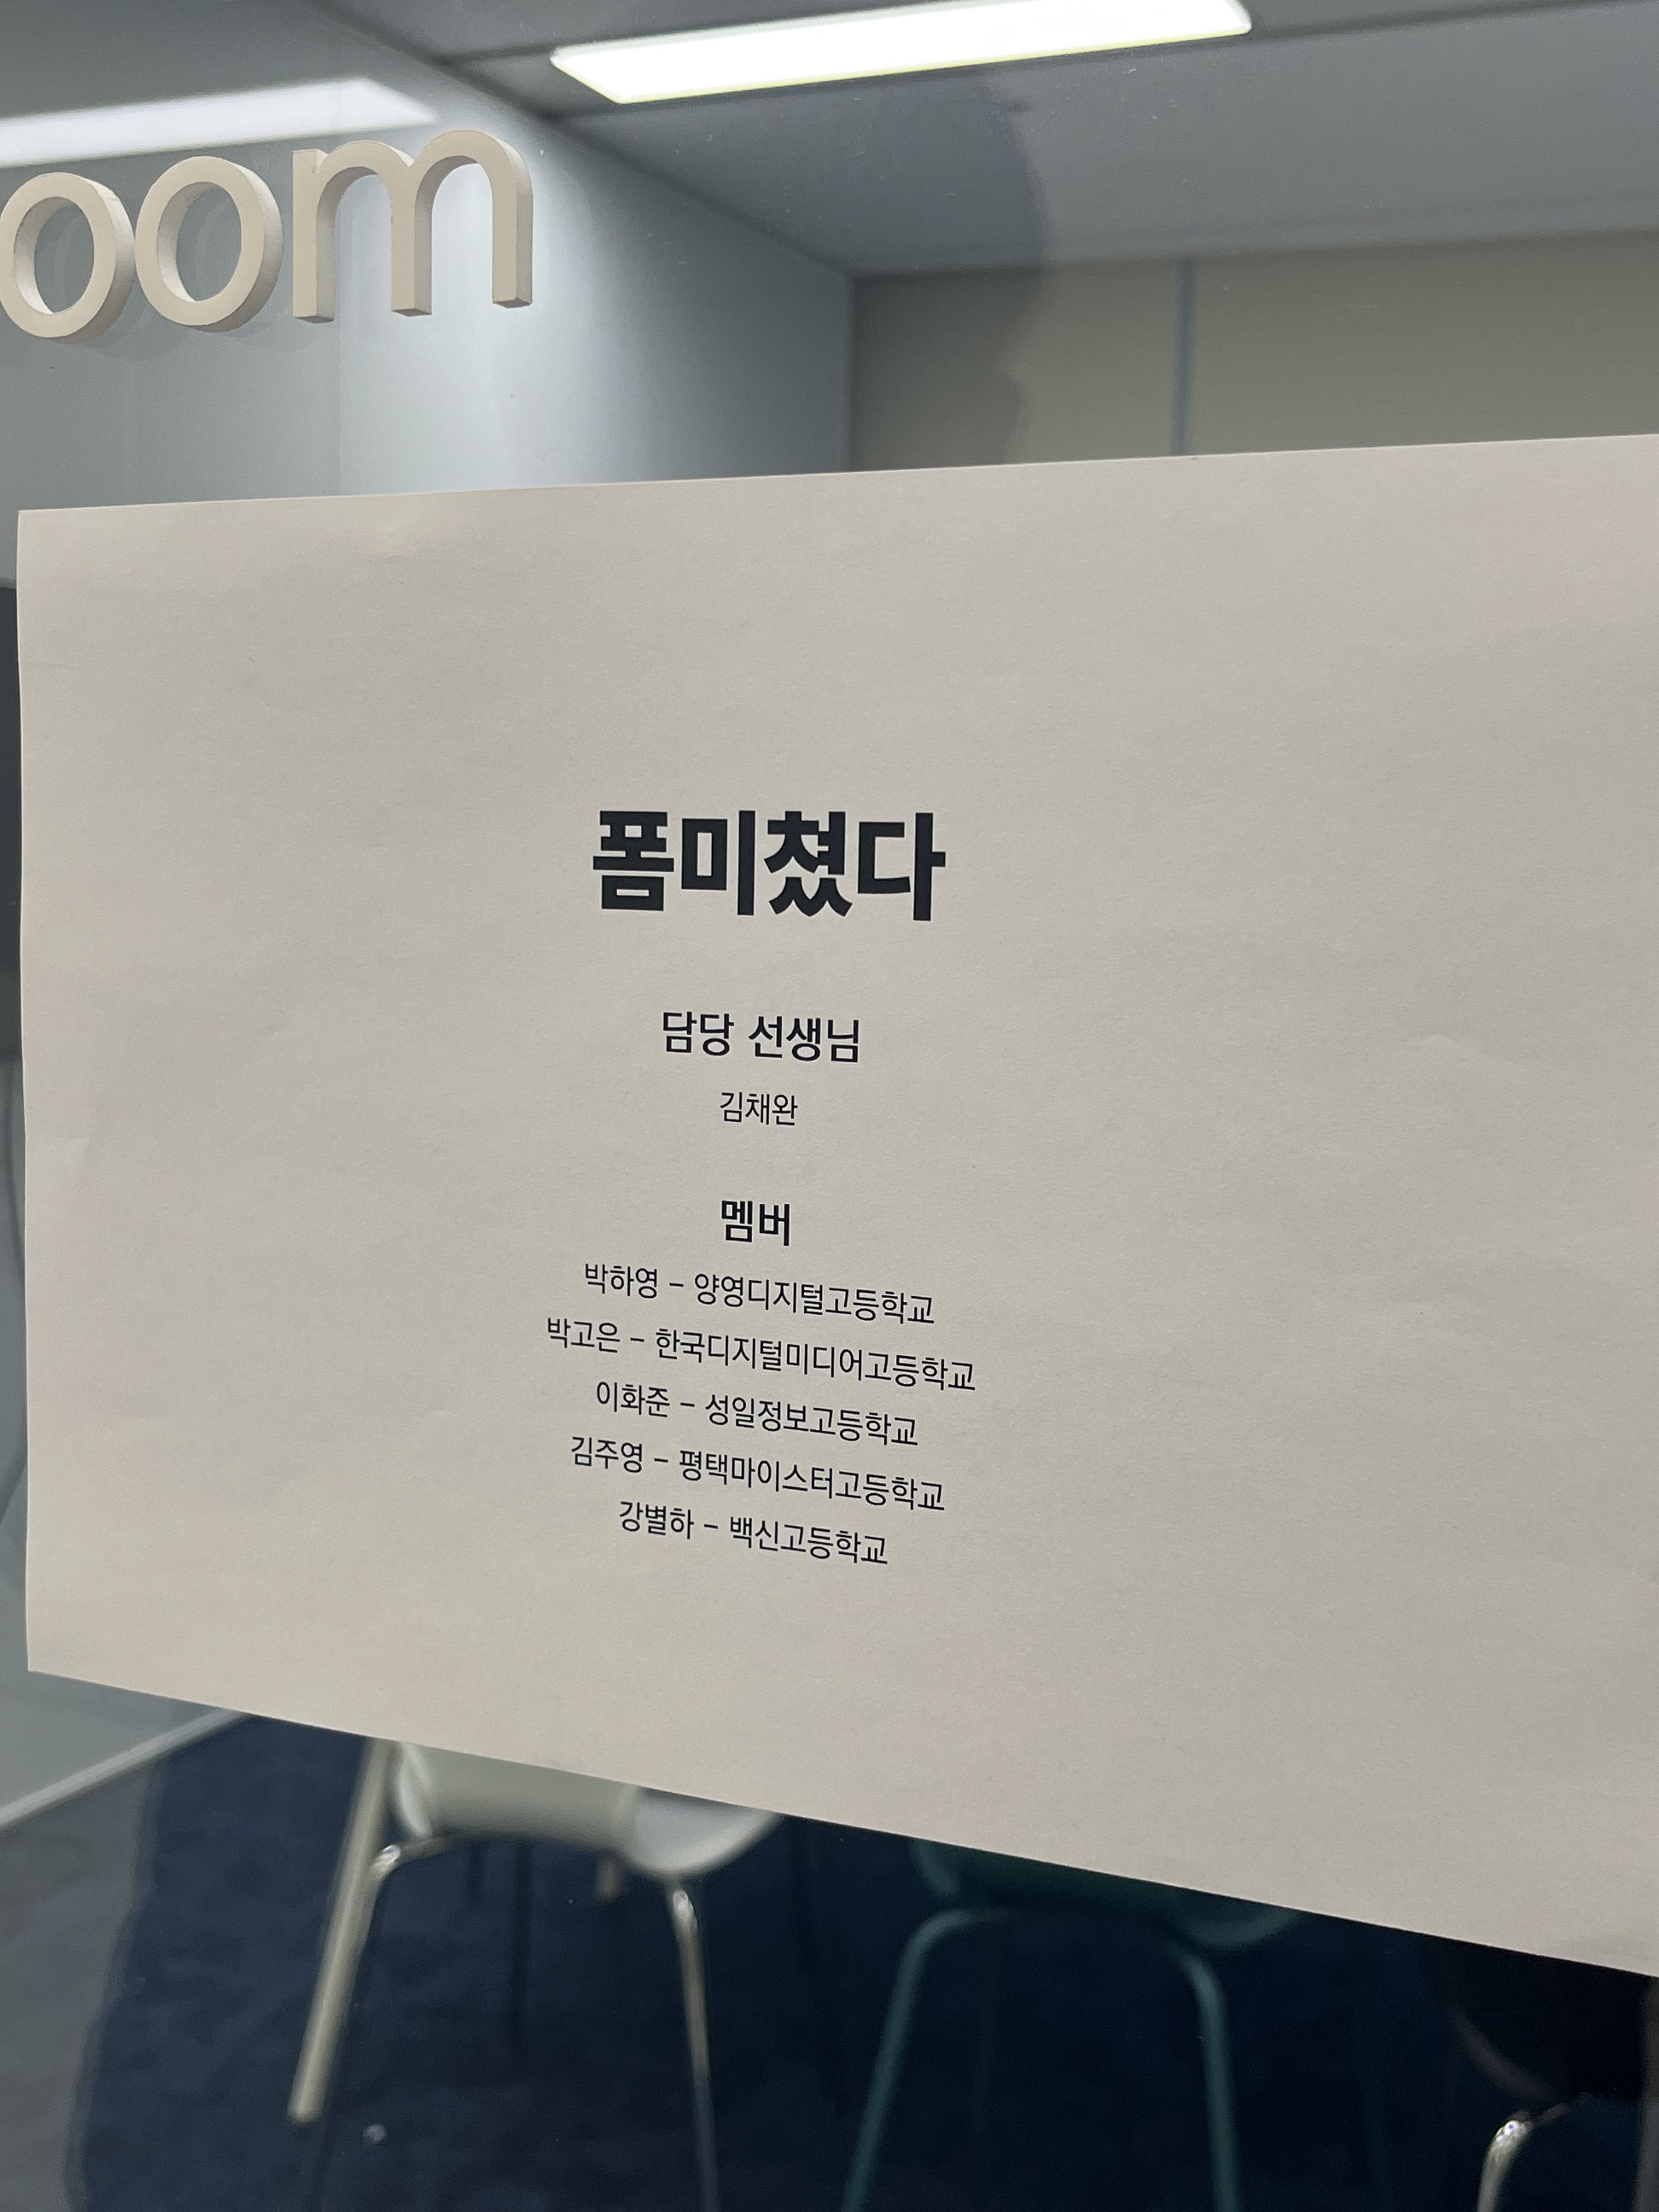 oom
폼미쳤다
담당 선생님
김채완
멤버
박하영 - 양영디지털고등학교
박고은 - 한국디지털미디어고등학교
이화준 - 성일정보고등학교
김주영 - 평택마이스터고등학교
강별하 - 백신고등학교